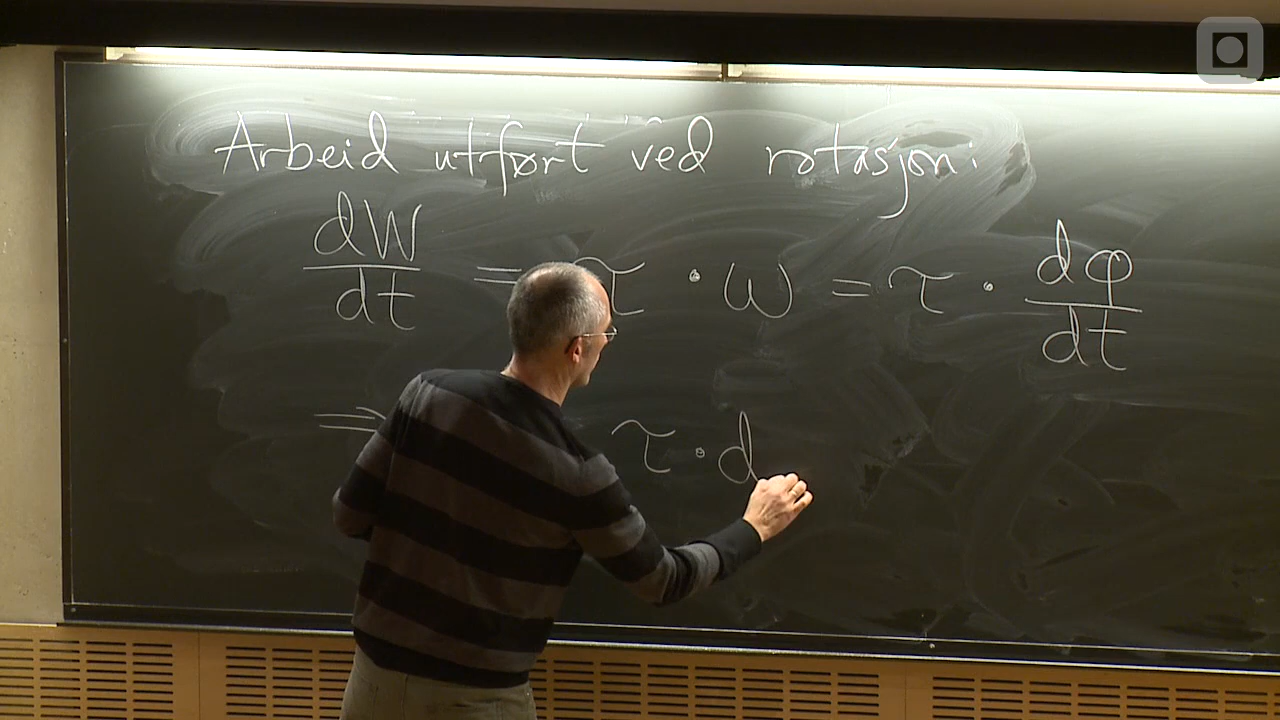 Arbeid utført ved rotasjon:
dW/dt = τ · ω = τ · dφ/dt
⇒ τ · d